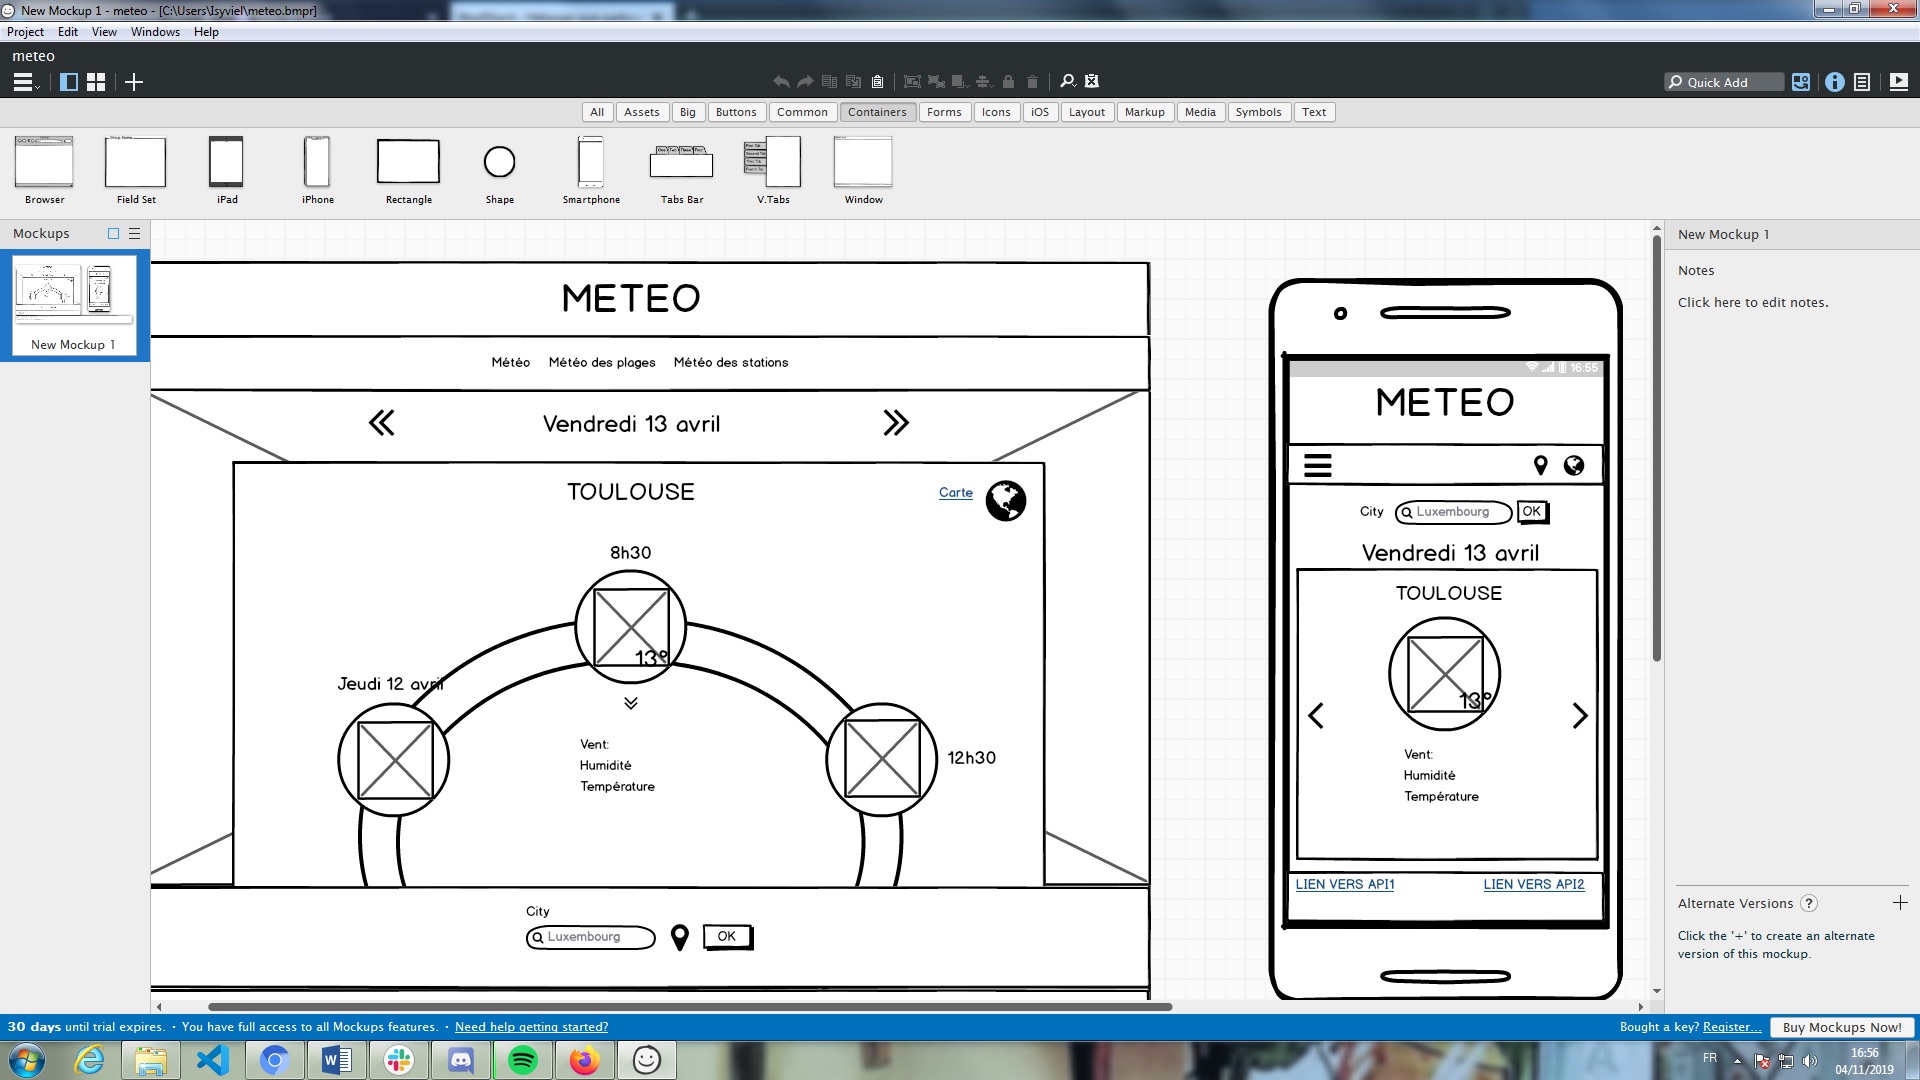 New Mockup 1 - meteo - [C:\Users\Isyviel\meteo.bmpr]
Project Edit View Windows Help
meteo
Quick Add
All Assets Big Buttons Common Containers Forms Icons iOS Layout Markup Media Symbols Text
Browser Field Set iPad iPhone Rectangle Shape Smartphone Tabs Bar V.Tabs Window
Mockups
New Mockup 1
METEO
Météo Météo des plages Météo des stations
Vendredi 13 avril
TOULOUSE
Carte
8h30
13°
Jeudi 12 avril
12h30
Vent:
Humidité
Température
City
Luxembourg
OK
16:55
METEO
City Luxembourg OK
Vendredi 13 avril
TOULOUSE
13°
Vent:
Humidité
Température
LIEN VERS API1 LIEN VERS API2
New Mockup 1
Notes
Click here to edit notes.
Alternate Versions ?
Click the '+' to create an alternate
version of this mockup.
30 days until trial expires. · You have full access to all Mockups features. · Need help getting started?
Bought a key? Register... Buy Mockups Now!
FR
16:56
04/11/2019